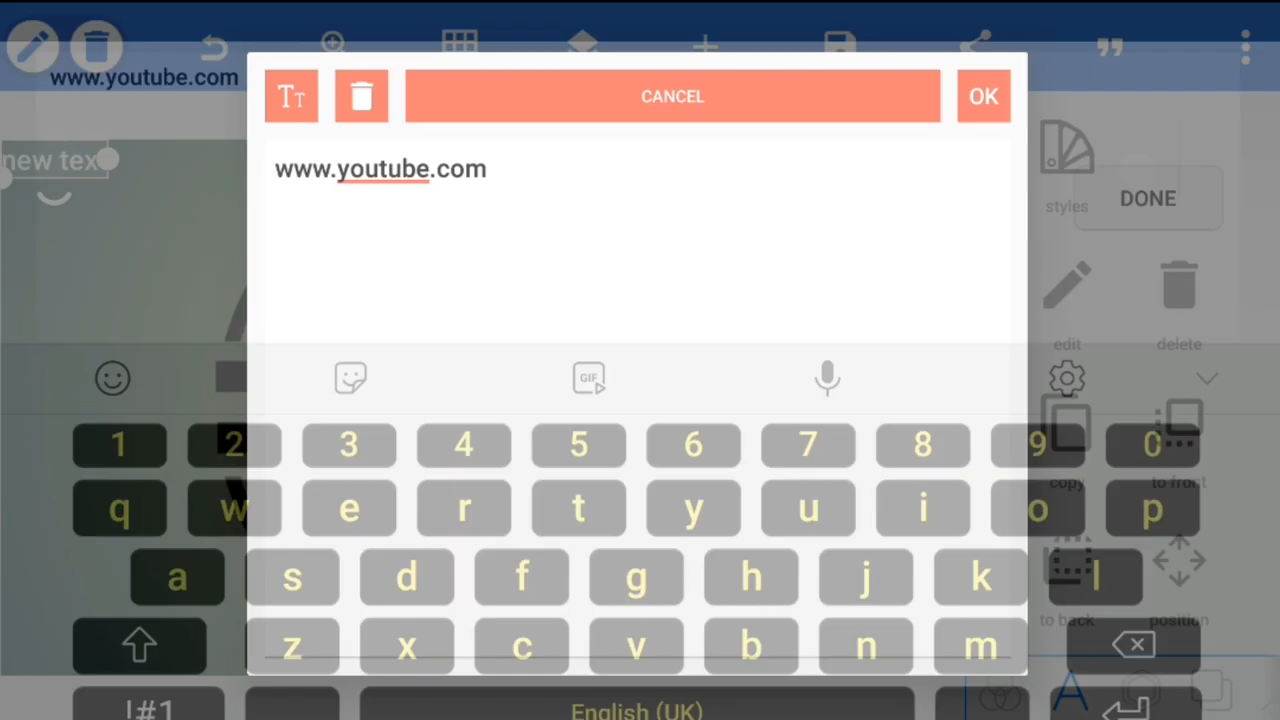 www.youtube.com
CANCEL
OK
new tex
www.youtube.com
styles
DONE
edit
delete
GIF
1 2 3 4 5 6 7 8 9 0
copy
to front
q w e r t y u i o p
a s d f g h j k l
to back
position
z x c v b n m
!#1
English (UK)